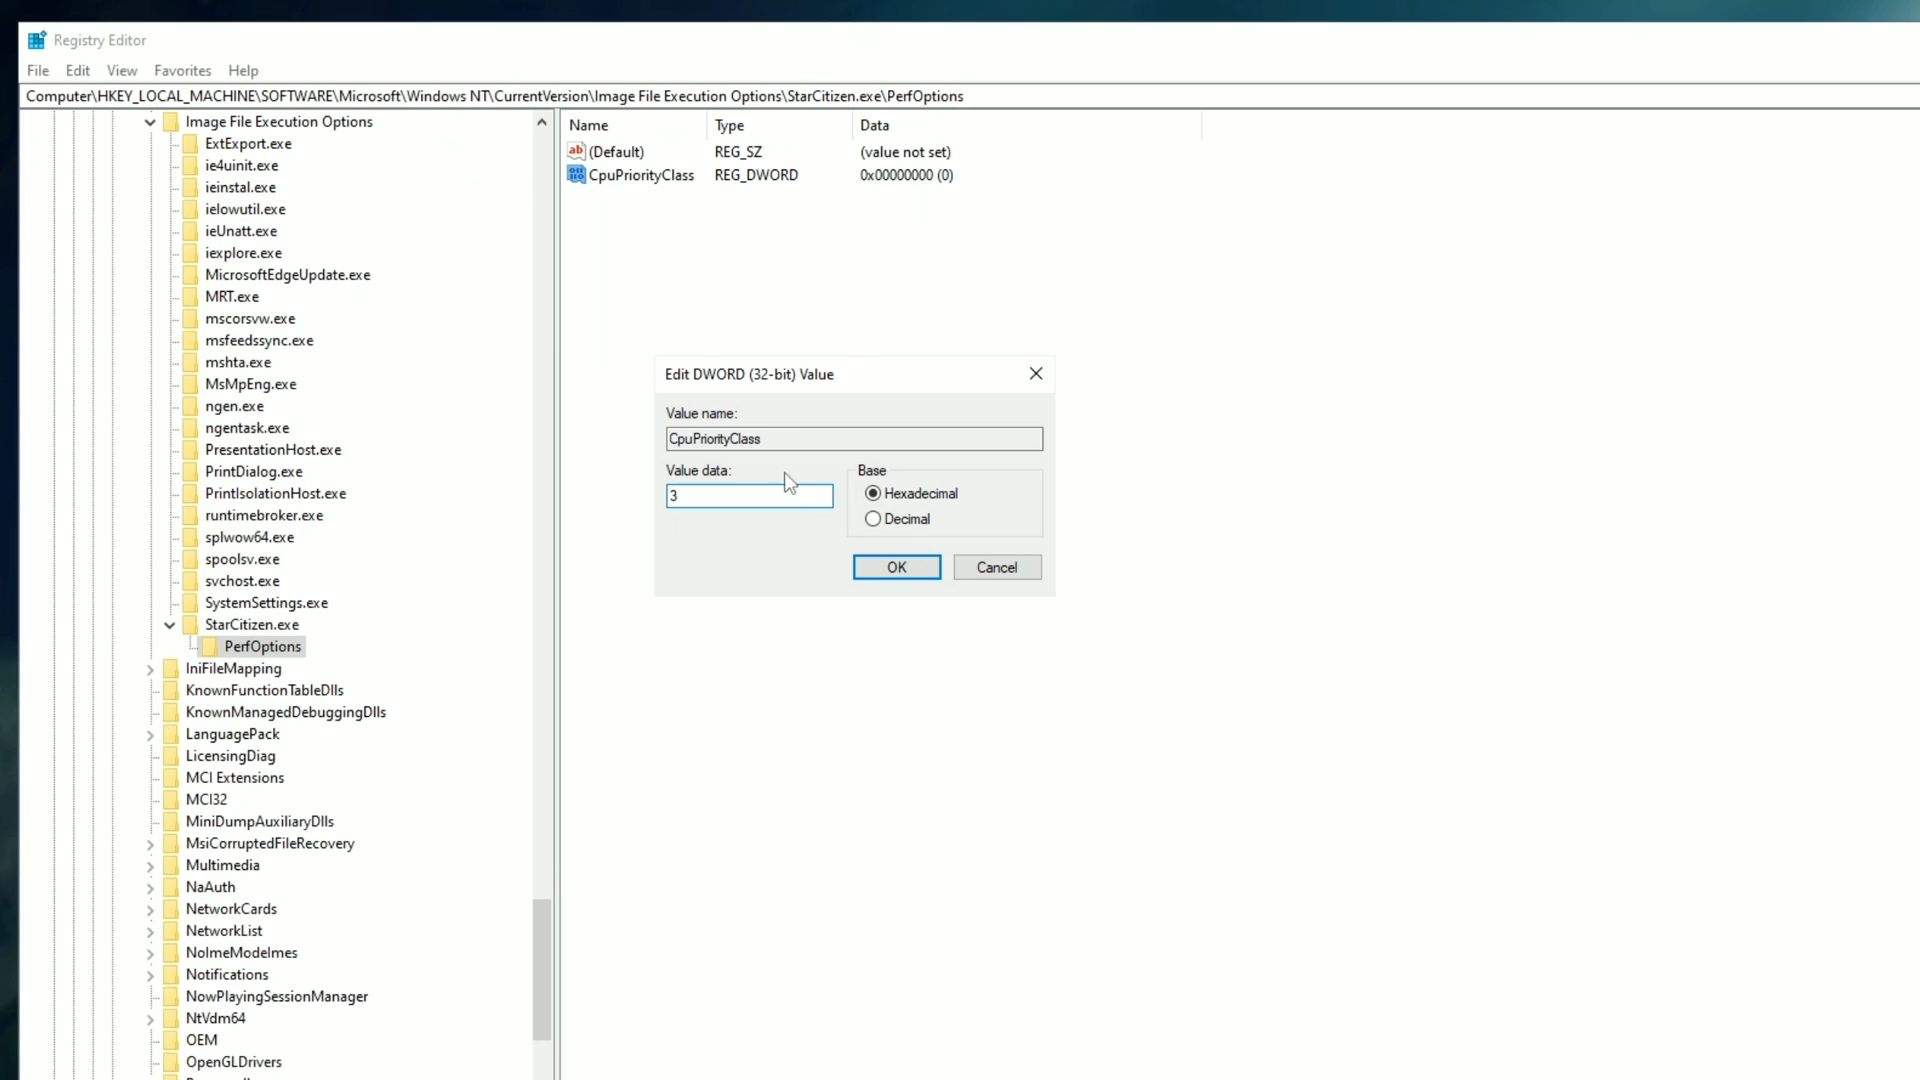 Registry Editor
File Edit View Favorites Help
Computer\HKEY_LOCAL_MACHINE\SOFTWARE\Microsoft\Windows NT\CurrentVersion\Image File Execution Options\StarCitizen.exe\PerfOptions
Image File Execution Options
ExtExport.exe
ie4uinit.exe
ieinstal.exe
ielowutil.exe
ieUnatt.exe
iexplore.exe
MicrosoftEdgeUpdate.exe
MRT.exe
mscorsvw.exe
msfeedssync.exe
mshta.exe
MsMpEng.exe
ngen.exe
ngentask.exe
PresentationHost.exe
PrintDialog.exe
PrintIsolationHost.exe
runtimebroker.exe
splwow64.exe
spoolsv.exe
svchost.exe
SystemSettings.exe
StarCitizen.exe
PerfOptions
IniFileMapping
KnownFunctionTableDlls
KnownManagedDebuggingDlls
LanguagePack
LicensingDiag
MCI Extensions
MCI32
MiniDumpAuxiliaryDlls
MsiCorruptedFileRecovery
Multimedia
NaAuth
NetworkCards
NetworkList
NoImeModeImes
Notifications
NowPlayingSessionManager
NtVdm64
OEM
OpenGLDrivers
Name Type Data
(Default) REG_SZ (value not set)
CpuPriorityClass REG_DWORD 0x00000000 (0)
Edit DWORD (32-bit) Value
Value name:
CpuPriorityClass
Value data:
3
Base
Hexadecimal
Decimal
OK Cancel